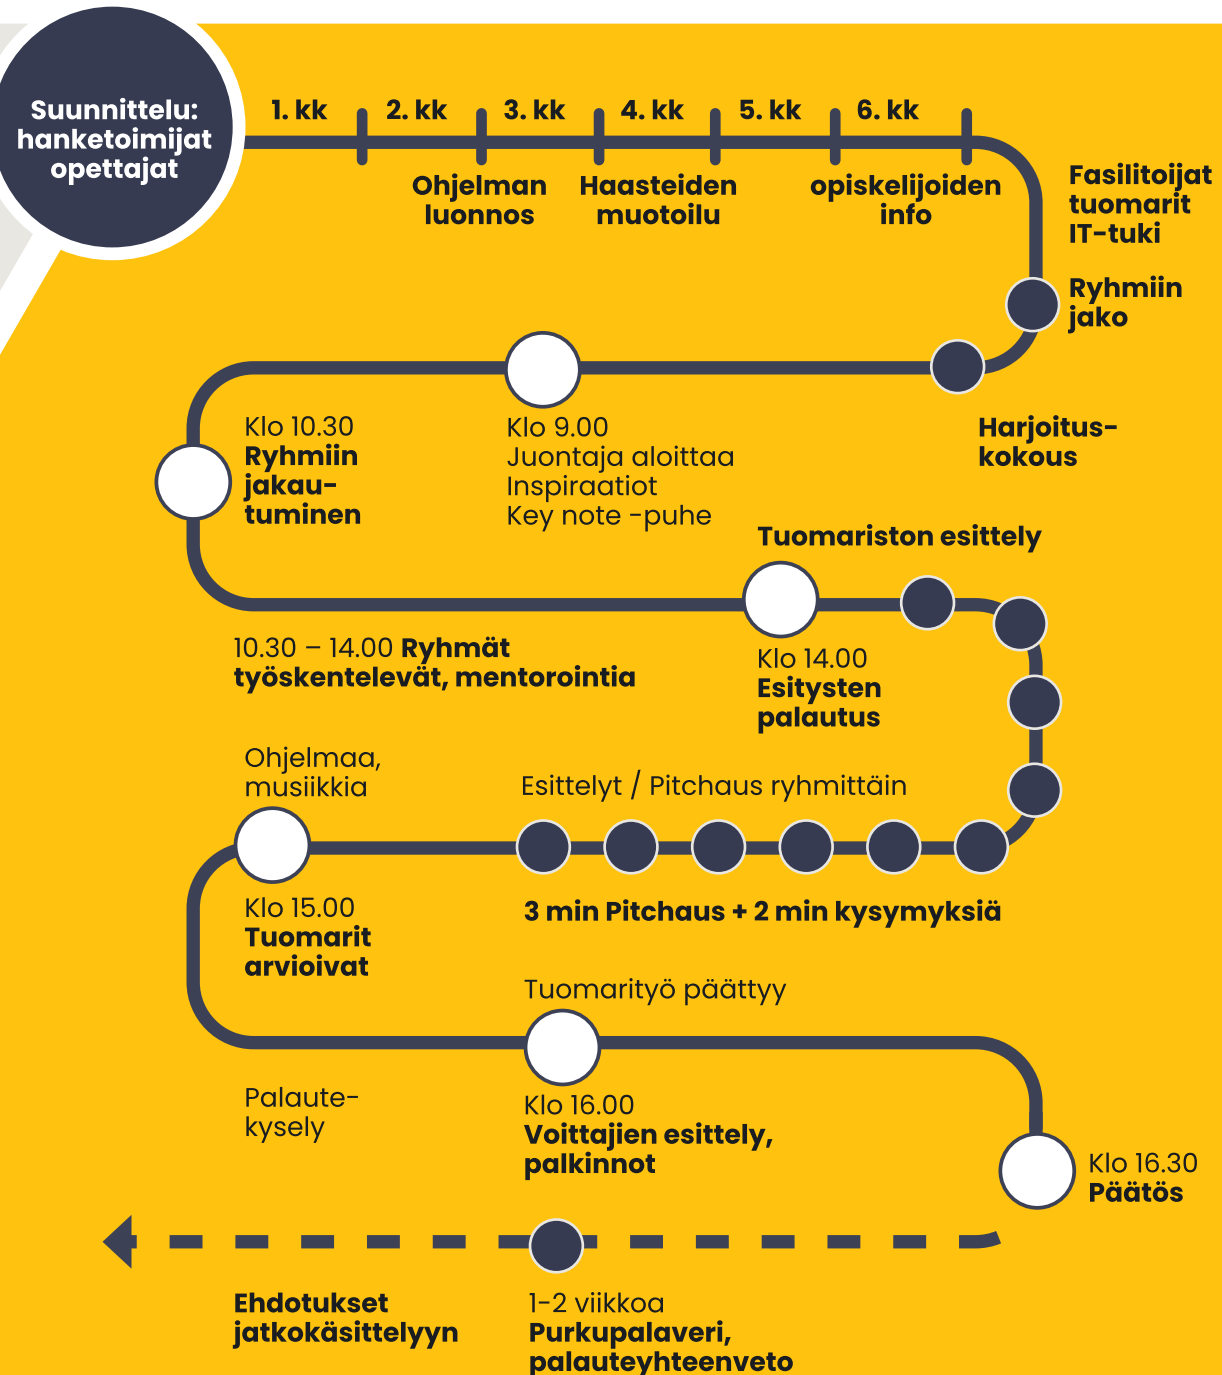 Suunnittelu:
hanketoimijat
opettajat
1. kk
2. kk
3. kk
4. kk
5. kk
6. kk
Ohjelman
luonnos
Haasteiden
muotoilu
opiskelijoiden
info
Fasilitoijat
tuomarit
IT-tuki
Ryhmiin
jako
Harjoitus-
kokous
Klo 9.00
Juontaja aloittaa
Inspiraatiot
Key note -puhe
Klo 10.30
Ryhmiin
jakau-
tuminen
10.30 – 14.00 Ryhmät
työskentelevät, mentorointia
Tuomariston esittely
Klo 14.00
Esitysten
palautus
Esittelyt / Pitchaus ryhmittäin
3 min Pitchaus + 2 min kysymyksiä
Ohjelmaa,
musiikkia
Klo 15.00
Tuomarit
arvioivat
Tuomarityö päättyy
Palaute-
kysely
Klo 16.00
Voittajien esittely,
palkinnot
Klo 16.30
Päätös
1-2 viikkoa
Purkupalaveri,
palauteyhteenveto
Ehdotukset
jatkokäsittelyyn